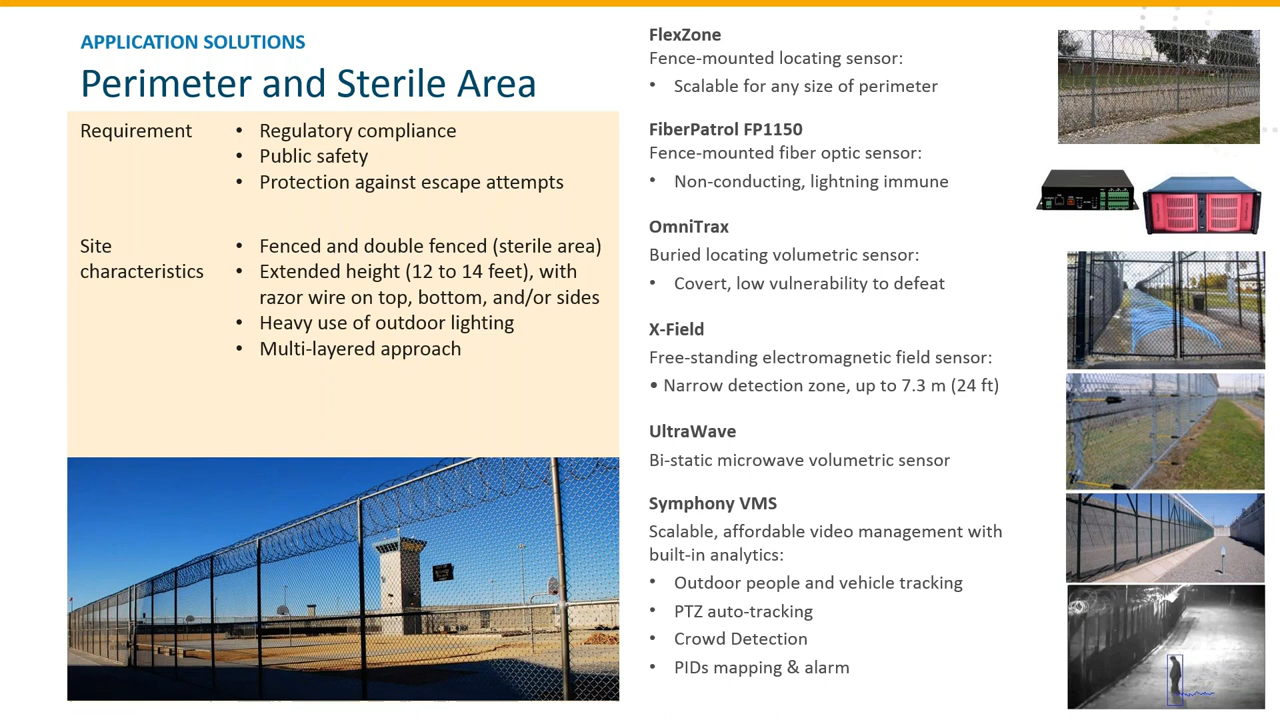 APPLICATION SOLUTIONS
Perimeter and Sterile Area
Requirement
• Regulatory compliance
• Public safety
• Protection against escape attempts
Site
characteristics
• Fenced and double fenced (sterile area)
• Extended height (12 to 14 feet), with
razor wire on top, bottom, and/or sides
• Heavy use of outdoor lighting
• Multi-layered approach
FlexZone
Fence-mounted locating sensor:
• Scalable for any size of perimeter
FiberPatrol FP1150
Fence-mounted fiber optic sensor:
• Non-conducting, lightning immune
OmniTrax
Buried locating volumetric sensor:
• Covert, low vulnerability to defeat
X-Field
Free-standing electromagnetic field sensor:
• Narrow detection zone, up to 7.3 m (24 ft)
UltraWave
Bi-static microwave volumetric sensor
Symphony VMS
Scalable, affordable video management with
built-in analytics:
• Outdoor people and vehicle tracking
• PTZ auto-tracking
• Crowd Detection
• PIDs mapping & alarm